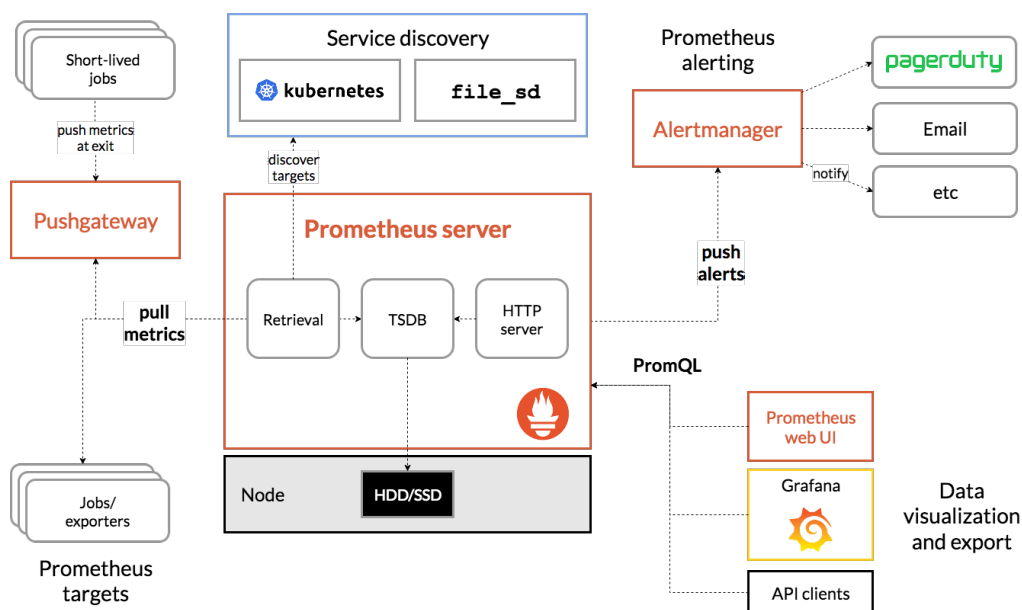 Short-lived
jobs
push metrics
at exit
Pushgateway
pull
metrics
Jobs/
exporters
Prometheus
targets
Service discovery
kubernetes
file_sd
discover
targets
Prometheus server
Retrieval
TSDB
HTTP
server
Node
HDD/SSD
Prometheus
alerting
Alertmanager
pagerduty
Email
notify
etc
push
alerts
PromQL
Prometheus
web UI
Grafana
API clients
Data
visualization
and export